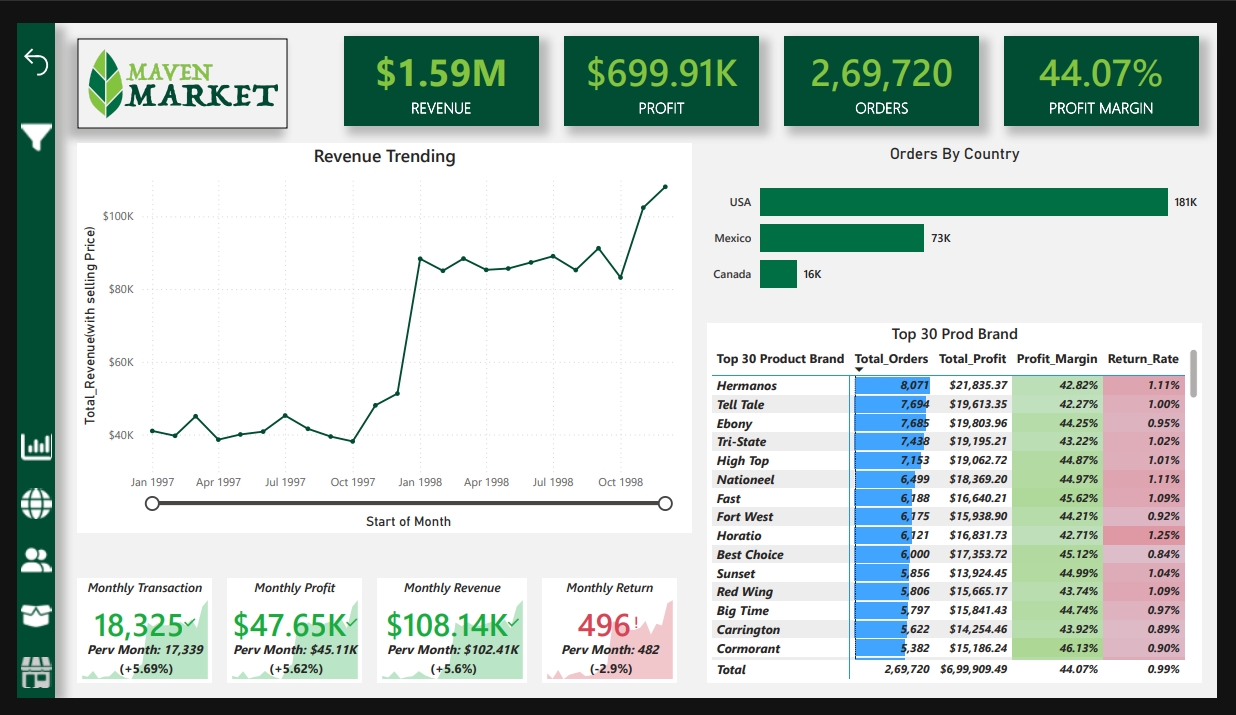 MAVEN
MARKET
$1.59M
REVENUE
$699.91K
PROFIT
2,69,720
ORDERS
44.07%
PROFIT MARGIN
Revenue Trending
Total_Revenue(with selling Price)
$100K
$80K
$60K
$40K
Jan 1997 Apr 1997 Jul 1997 Oct 1997 Jan 1998 Apr 1998 Jul 1998 Oct 1998
Start of Month
Orders By Country
USA 181K
Mexico 73K
Canada 16K
Top 30 Prod Brand
Top 30 Product Brand Total_Orders Total_Profit Profit_Margin Return_Rate
Hermanos 8,071 $21,835.37 42.82% 1.11%
Tell Tale 7,694 $19,613.35 42.27% 1.00%
Ebony 7,685 $19,803.96 44.25% 0.95%
Tri-State 7,438 $19,195.21 43.22% 1.02%
High Top 7,153 $19,062.72 44.87% 1.01%
Nationeel 6,499 $18,369.20 44.97% 1.11%
Fast 6,188 $16,640.21 45.62% 1.09%
Fort West 6,175 $15,938.90 44.21% 0.92%
Horatio 6,121 $16,831.73 42.71% 1.25%
Best Choice 6,000 $17,353.72 45.12% 0.84%
Sunset 5,856 $13,924.45 44.99% 1.04%
Red Wing 5,806 $15,665.17 43.74% 1.09%
Big Time 5,797 $15,841.43 44.74% 0.97%
Carrington 5,622 $14,254.46 43.92% 0.89%
Cormorant 5,382 $15,186.24 46.13% 0.90%
Total 2,69,720 $6,99,909.49 44.07% 0.99%
Monthly Transaction
18,325
Perv Month: 17,339
(+5.69%)
Monthly Profit
$47.65K
Perv Month: $45.11K
(+5.62%)
Monthly Revenue
$108.14K
Perv Month: $102.41K
(+5.6%)
Monthly Return
496!
Perv Month: 482
(-2.9%)